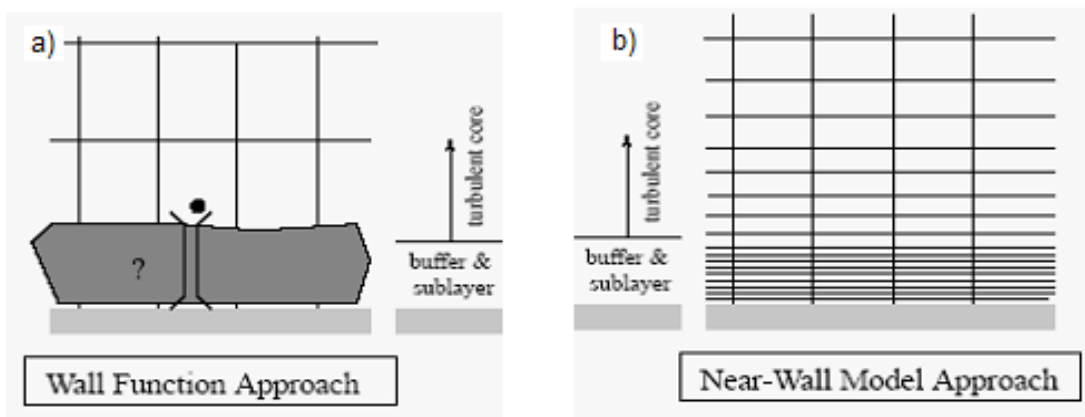 a)
turbulent core
?
buffer &
sublayer
Wall Function Approach
b)
turbulent core
buffer &
sublayer
Near-Wall Model Approach